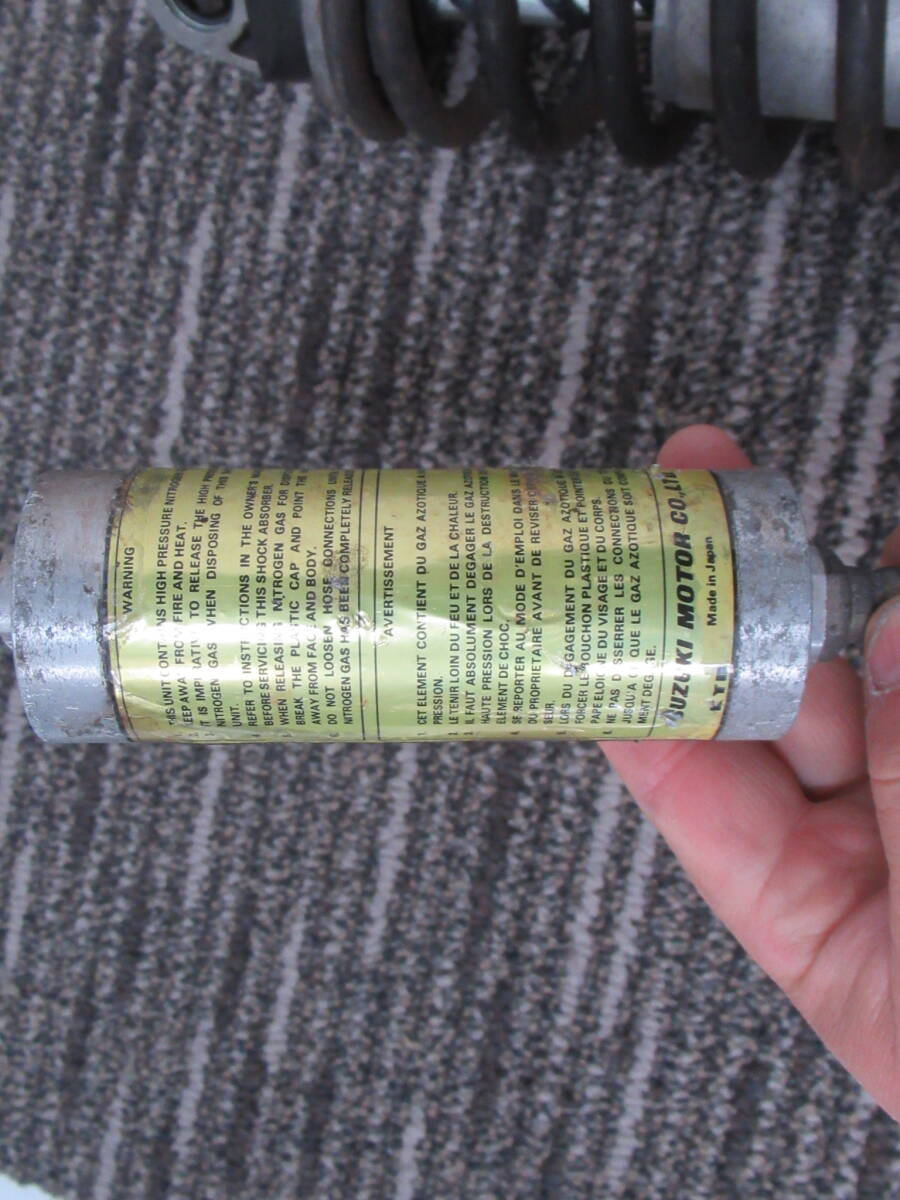 WARNING
THIS UNIT CONTAINS HIGH PRESSURE NITROGEN
KEEP AWAY FROM FIRE AND HEAT.
IT IS IMPERATIVE TO RELEASE THE HIGH
NITROGEN GAS WHEN DISPOSING OF THIS
UNIT.
REFER TO INSTRUCTIONS IN THE OWNER'S
BEFORE SERVICING THIS SHOCK ABSORBER.
WHEN RELEASING NITROGEN GAS FOR
BREAK THE PLASTIC CAP AND POINT THE
AWAY FROM FACE AND BODY.
DO NOT LOOSEN HOSE CONNECTIONS
NITROGEN GAS HAS BEEN COMPLETELY
AVERTISSEMENT
1. CET ELEMENT CONTIENT DU GAZ AZOTIQUE A
PRESSION.
LE TENIR LOIN DU FEU ET DE LA CHALEUR.
IL FAUT ABSOLUMENT DEGAGER LE GAZ
HAUTE PRESSION LORS DE LA DESTRUCTION
ELEMENT DE CHOC.
SE REPORTER AU MODE D'EMPLOI DANS LE
DU PROPRIETAIRE AVANT DE REVISER
SEUR.
LORS DU DEGAGEMENT DU GAZ AZOTIQUE
FORCER LE BOUCHON PLASTIQUE ET
DU VISAGE ET DU CORPS.
NE PAS DESSERRER LES CONNECTIONS DU
QUE LE GAZ AZOTIQUE SOIT
MENT DEGAGE.
SUZUKI MOTOR CO.,LTD
Made in Japan